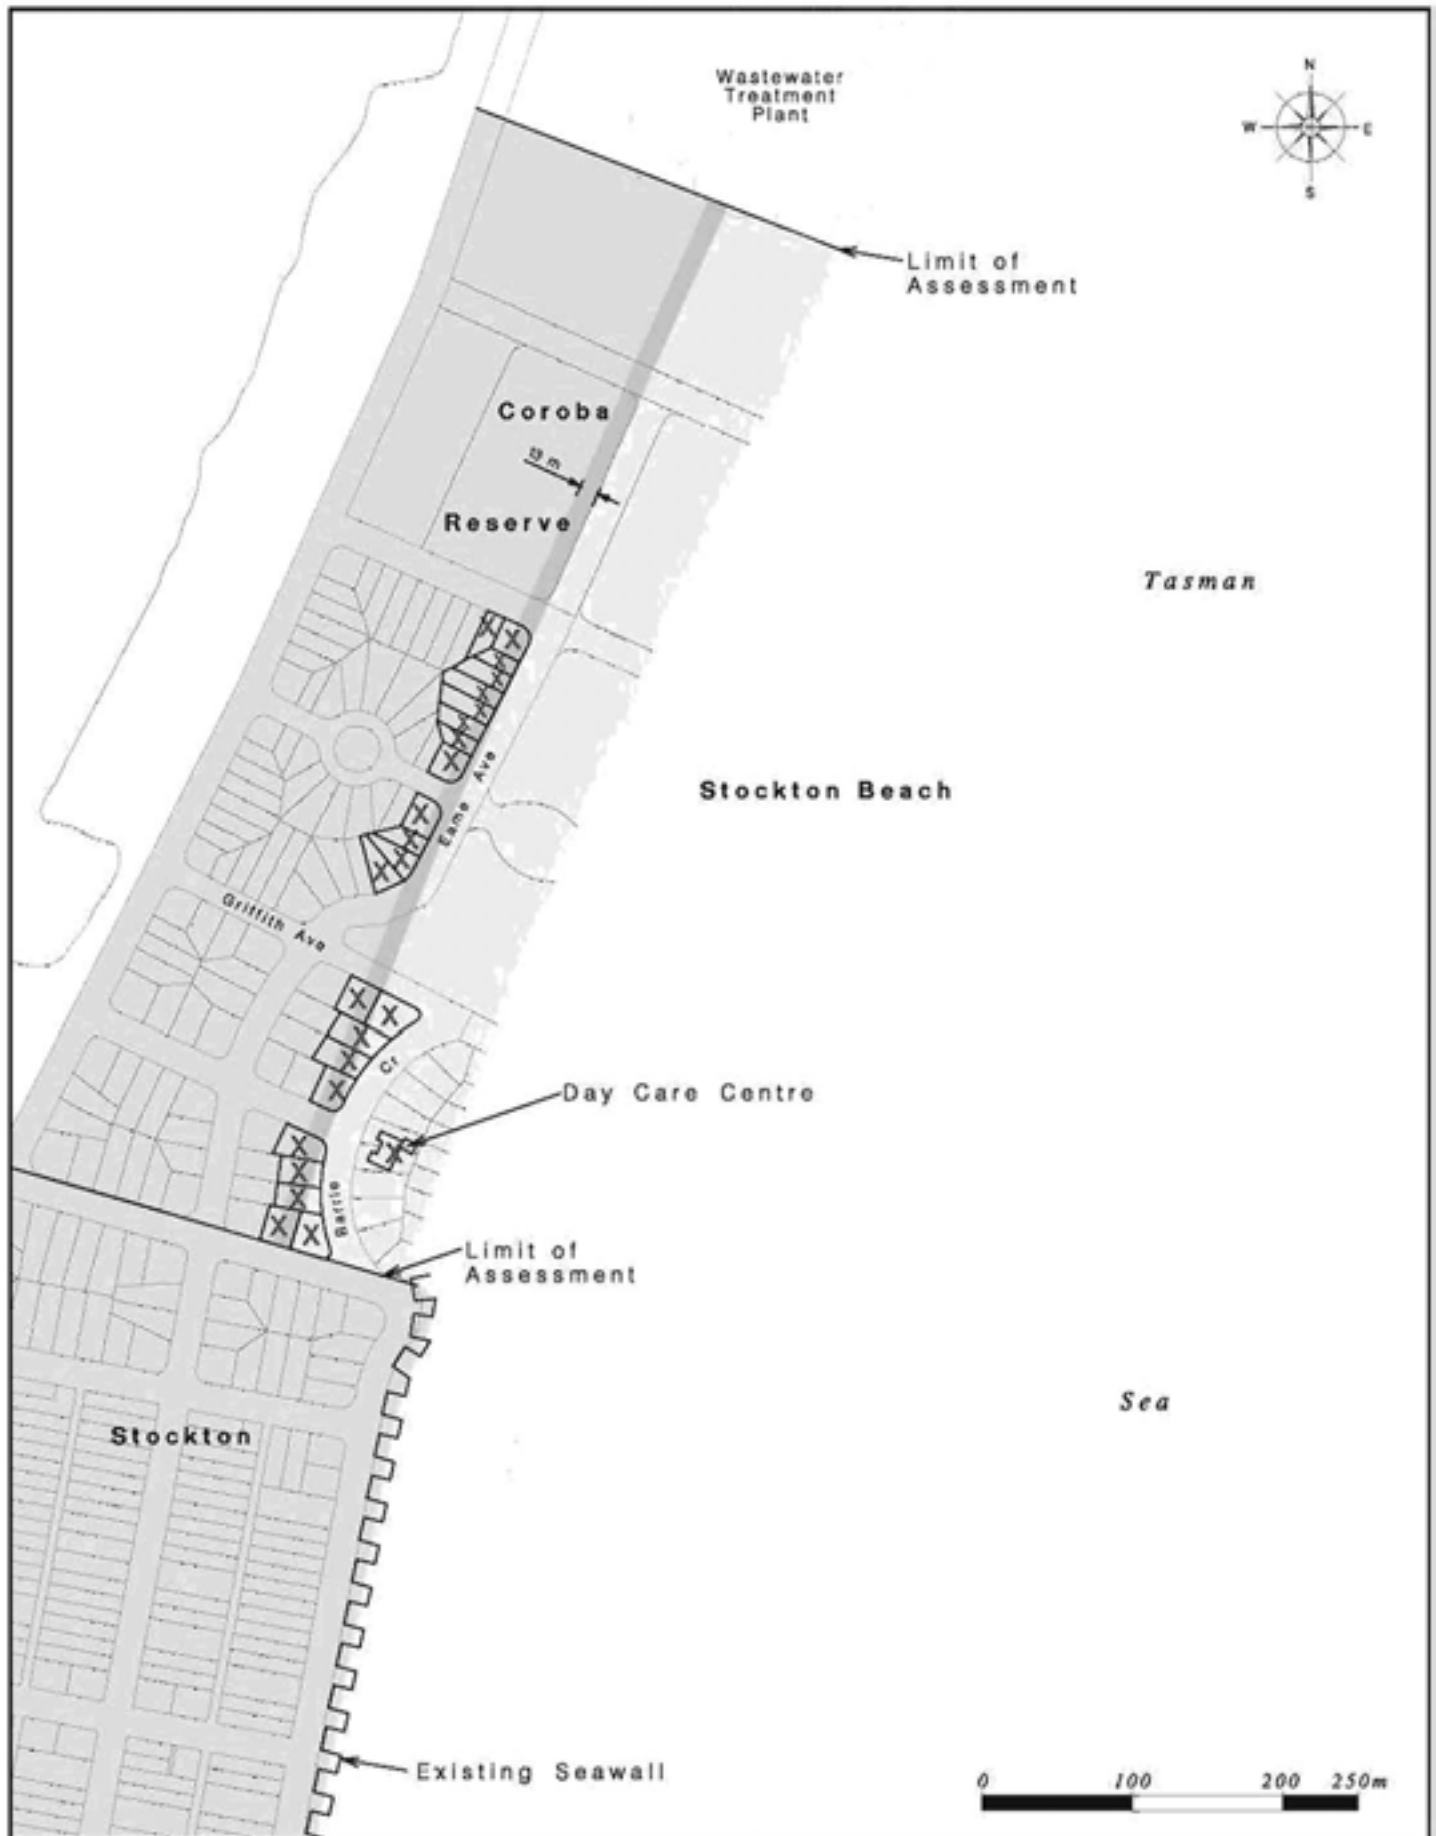 Wastewater
Treatment
Plant
N
W E
S
Limit of
Assessment
Coroba
13 m
Reserve
Tasman
Stockton Beach
Eame Ave
Griffith Ave
Cr
Day Care Centre
Barrie
Limit of
Assessment
Sea
Stockton
Existing Seawall
0 100 200 250m